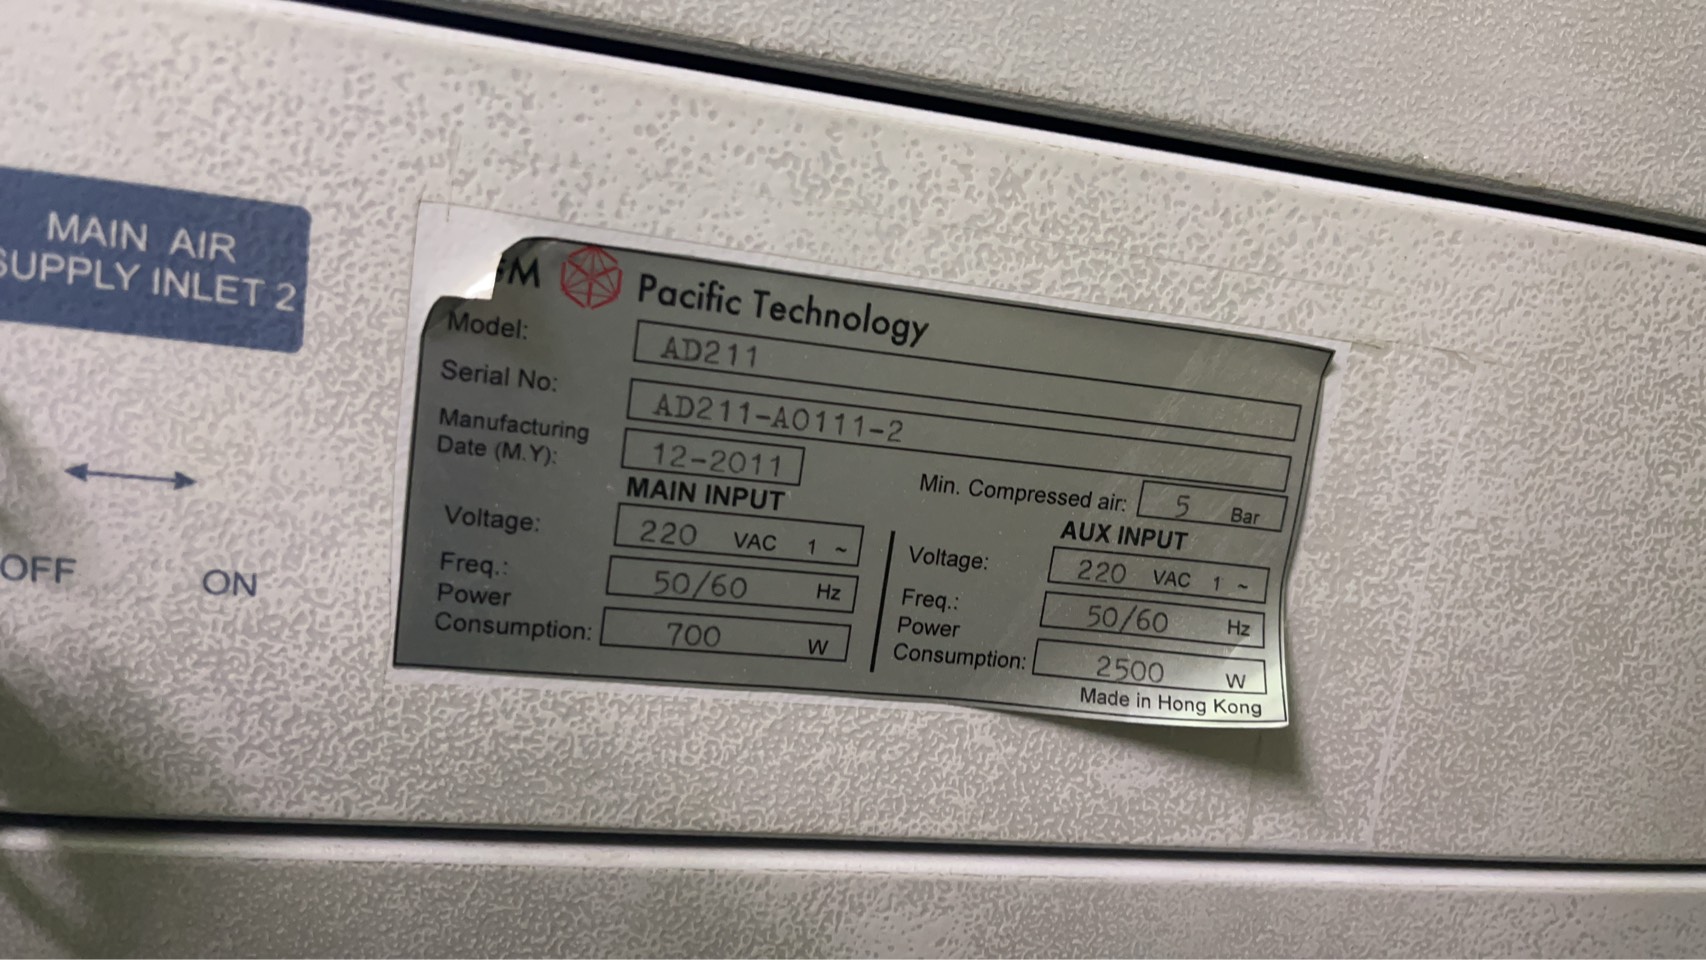 MAIN AIR
SUPPLY INLET 2
OFF
ON
Pacific Technology
Model: AD211
Serial No: AD211-A0111-2
Manufacturing
Date (M.Y): 12-2011
Min. Compressed air: 5 Bar
MAIN INPUT
Voltage: 220 VAC 1 ~
Freq.: 50/60 Hz
Power
Consumption: 700 W
AUX INPUT
Voltage: 220 VAC 1 ~
Freq.: 50/60 Hz
Power
Consumption: 2500 W
Made in Hong Kong